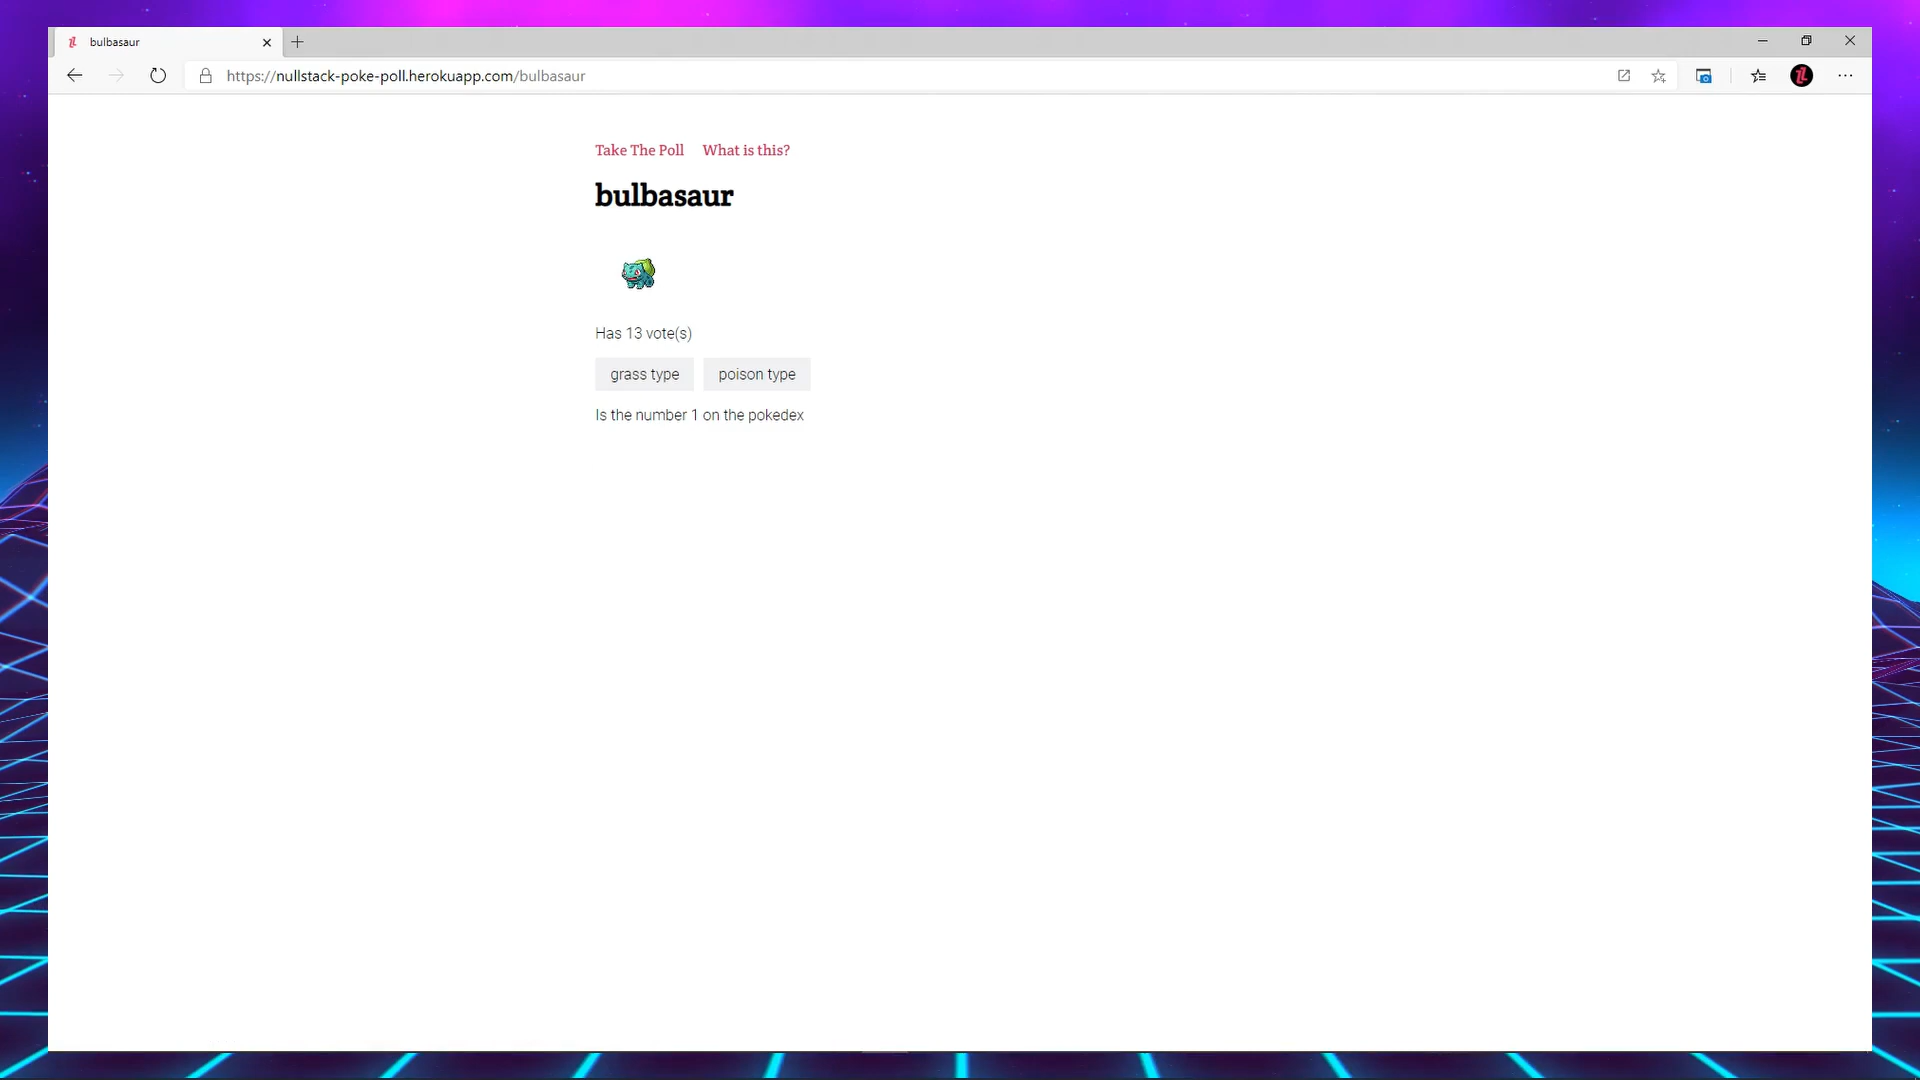 bulbasaur
https://nullstack-poke-poll.herokuapp.com/bulbasaur
Take The Poll What is this?
bulbasaur
Has 13 vote(s)
grass type poison type
Is the number 1 on the pokedex